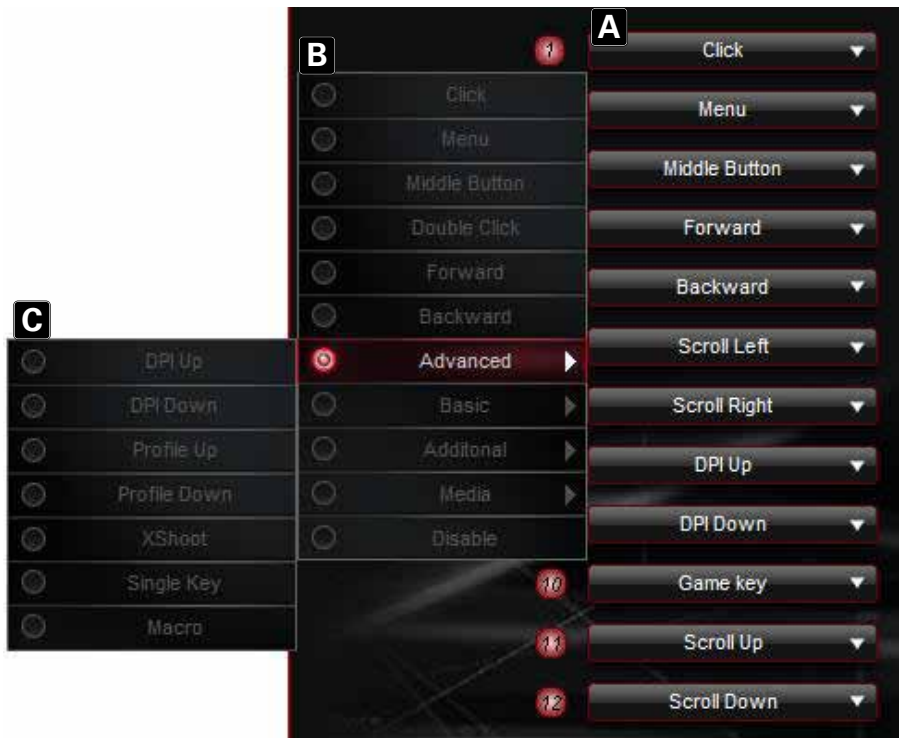 A
B
1
Click
Menu
Middle Button
Forward
Backward
Scroll Left
Scroll Right
DPI Up
DPI Down
10
Game key
11
Scroll Up
12
Scroll Down
Click
Menu
Middle Button
Double Click
Forward
Backward
Advanced
Basic
Additonal
Media
Disable
C
DPI Up
DPI Down
Profile Up
Profile Down
XShoot
Single Key
Macro